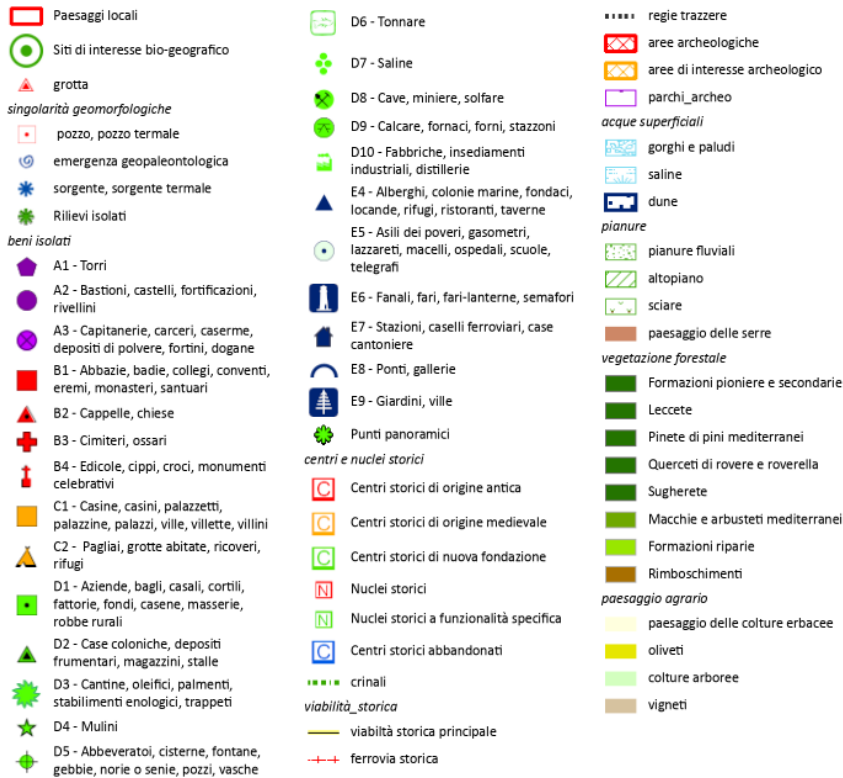 Paesaggi locali
Siti di interesse bio-geografico
grotta
singolarità geomorfologiche
pozzo, pozzo termale
emergenza geopaleontologica
sorgente, sorgente termale
Rilievi isolati
beni isolati
A1 - Torri
A2 - Bastioni, castelli, fortificazioni,
rivellini
A3 - Capitanerie, carceri, caserme,
depositi di polvere, fortini, dogane
B1 - Abbazie, badie, collegi, conventi,
eremi, monasteri, santuari
B2 - Cappelle, chiese
B3 - Cimiteri, ossari
B4 - Edicole, cippi, croci, monumenti
celebrativi
C1 - Casine, casini, palazzetti,
palazzine, palazzi, ville, villette, villini
C2 - Pagliai, grotte abitate, ricoveri,
rifugi
D1 - Aziende, bagli, casali, cortili,
fattorie, fondi, casene, masserie,
robbe rurali
D2 - Case coloniche, depositi
frumentari, magazzini, stalle
D3 - Cantine, oleifici, palmenti,
stabilimenti enologici, trappeti
D4 - Mulini
D5 - Abbeveratoi, cisterne, fontane,
gebbie, norie o senie, pozzi, vasche
D6 - Tonnare
D7 - Saline
D8 - Cave, miniere, solfare
D9 - Calcare, fornaci, forni, stazzoni
D10 - Fabbriche, insediamenti
industriali, distillerie
E4 - Alberghi, colonie marine, fondaci,
locande, rifugi, ristoranti, taverne
E5 - Asili dei poveri, gasometri,
lazzareti, macelli, ospedali, scuole,
telegrafi
E6 - Fanali, fari, fari-lanterne, semafori
E7 - Stazioni, caselli ferroviari, case
cantoniere
E8 - Ponti, gallerie
E9 - Giardini, ville
Punti panoramici
centri e nuclei storici
C Centri storici di origine antica
C Centri storici di origine medievale
C Centri storici di nuova fondazione
N Nuclei storici
N Nuclei storici a funzionalità specifica
C Centri storici abbandonati
crinali
viabilità_storica
viabiltà storica principale
ferrovia storica
regie trazzere
aree archeologiche
aree di interesse archeologico
parchi_archeo
acque superficiali
gorghi e paludi
saline
dune
pianure
pianure fluviali
altopiano
sciare
paesaggio delle serre
vegetazione forestale
Formazioni pioniere e secondarie
Leccete
Pinete di pini mediterranei
Querceti di rovere e roverella
Sugherete
Macchie e arbusteti mediterranei
Formazioni riparie
Rimboschimenti
paesaggio agrario
paesaggio delle colture erbacee
oliveti
colture arboree
vigneti